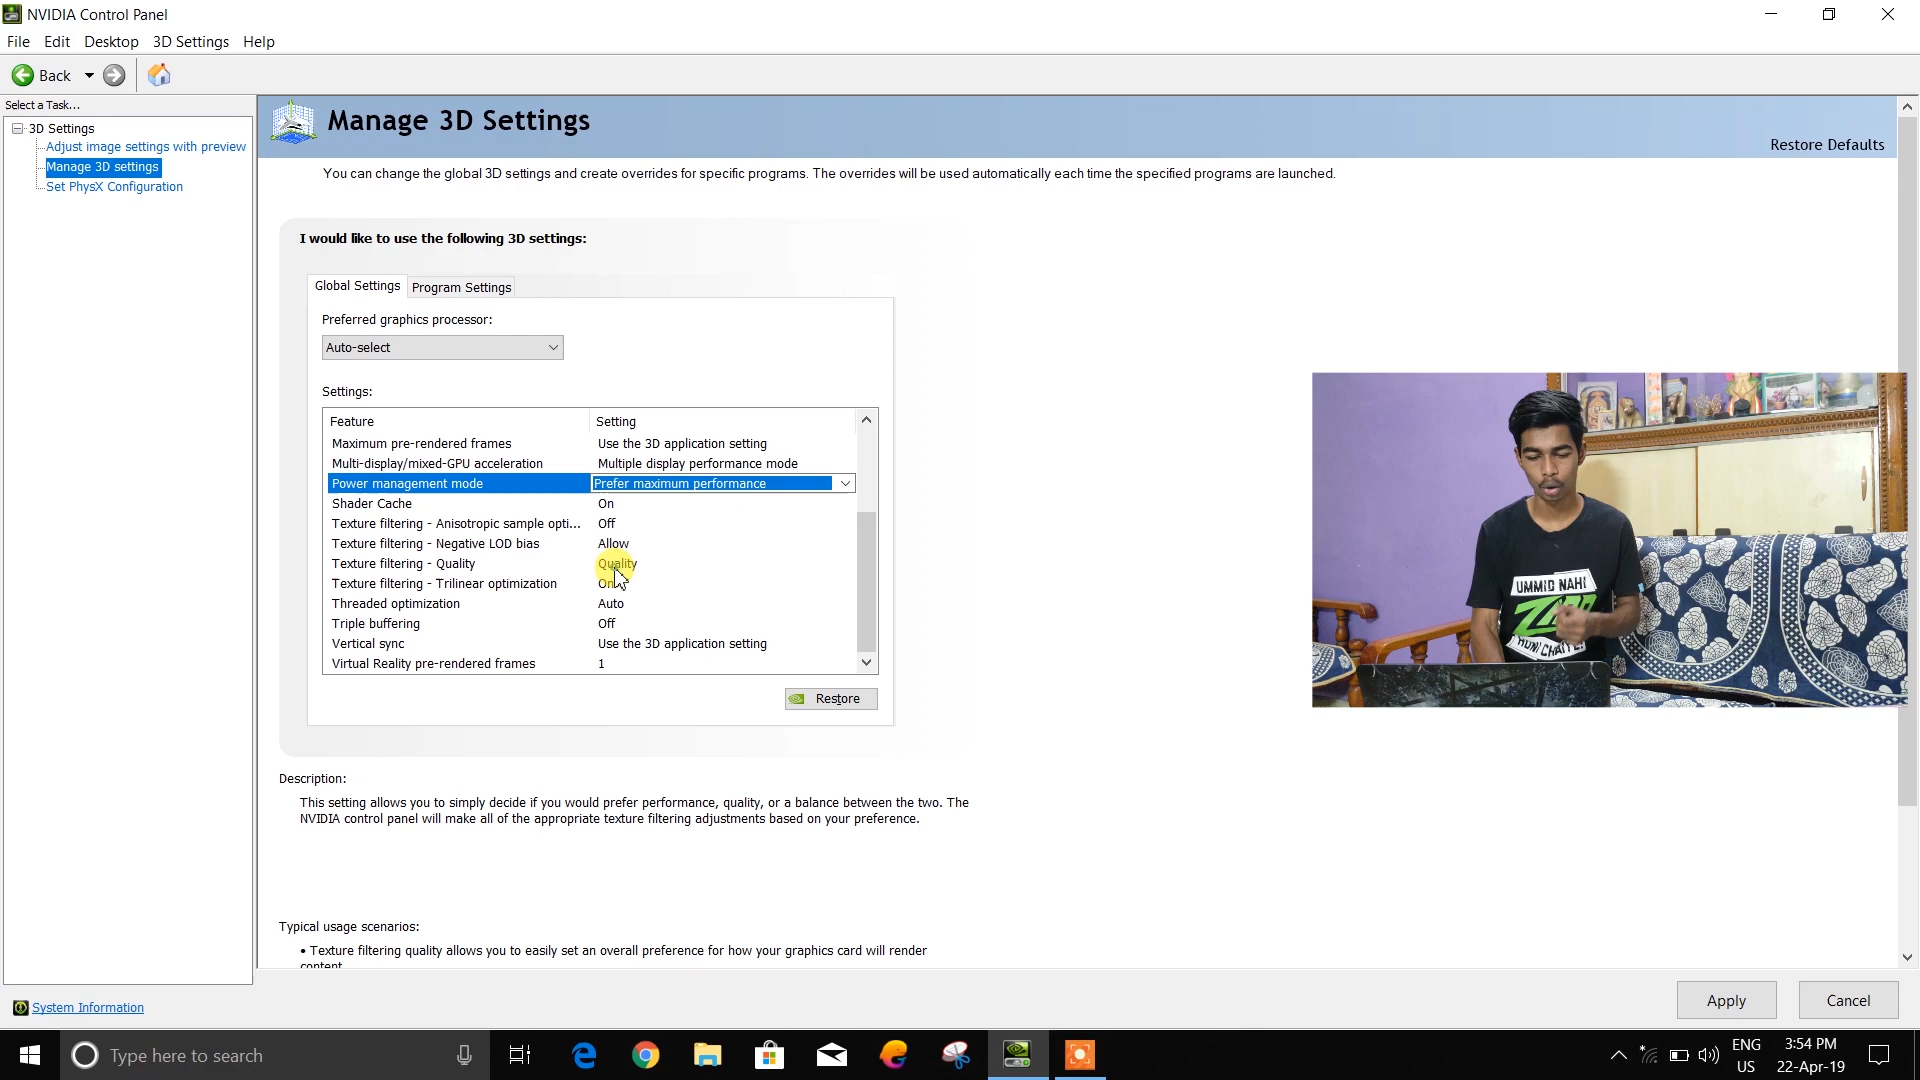 NVIDIA Control Panel
File Edit Desktop 3D Settings Help
Back
Select a Task...
3D Settings
Adjust image settings with preview
Manage 3D settings
Set PhysX Configuration
Manage 3D Settings
Restore Defaults
You can change the global 3D settings and create overrides for specific programs. The overrides will be used automatically each time the specified programs are launched.
I would like to use the following 3D settings:
Global Settings Program Settings
Preferred graphics processor:
Auto-select
Settings:
Feature Setting
Maximum pre-rendered frames Use the 3D application setting
Multi-display/mixed-GPU acceleration Multiple display performance mode
Power management mode Prefer maximum performance
Shader Cache On
Texture filtering - Anisotropic sample opti... Off
Texture filtering - Negative LOD bias Allow
Texture filtering - Quality Quality
Texture filtering - Trilinear optimization On
Threaded optimization Auto
Triple buffering Off
Vertical sync Use the 3D application setting
Virtual Reality pre-rendered frames 1
Restore
UMMID NAHI
Description:
This setting allows you to simply decide if you would prefer performance, quality, or a balance between the two. The
NVIDIA control panel will make all of the appropriate texture filtering adjustments based on your preference.
Typical usage scenarios:
• Texture filtering quality allows you to easily set an overall preference for how your graphics card will render
content
System Information
Apply Cancel
Type here to search
ENG
US
3:54 PM
22-Apr-19